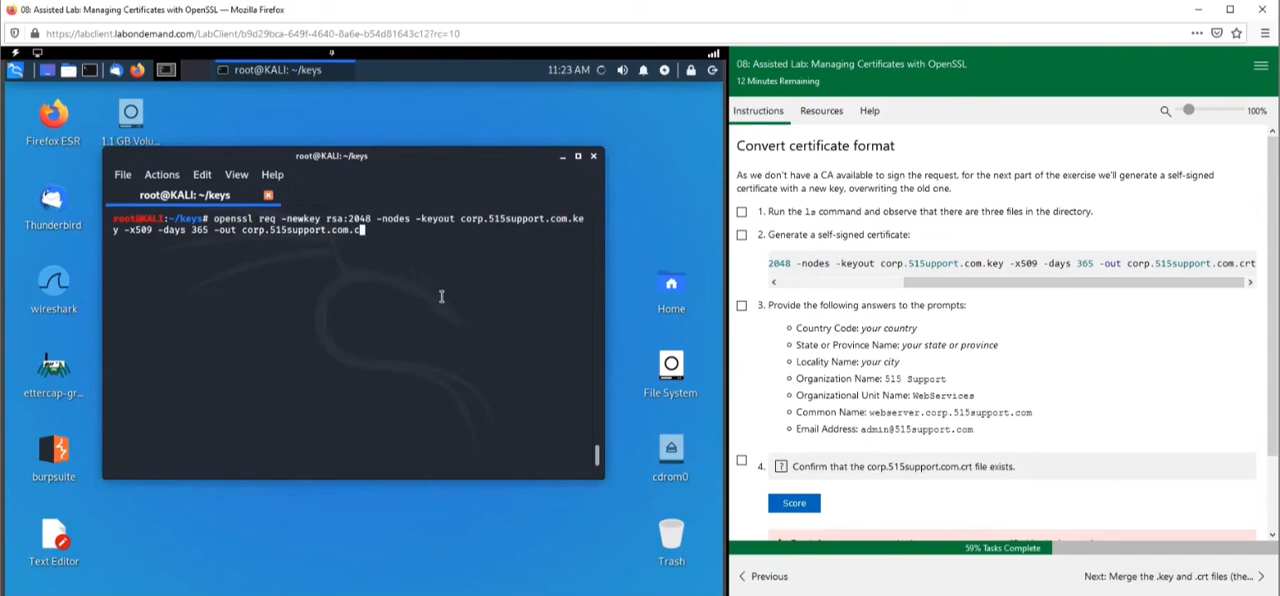 08: Assisted Lab: Managing Certificates with OpenSSL — Mozilla Firefox
https://labclient.labondemand.com/LabClient/b9d29bca-649f-4640-8a6e-b54d81643c12?rc=10
root@KALI: ~/keys
11:23 AM
Firefox ESR
1.1 GB Volu...
Thunderbird
wireshark
ettercap-gr...
burpsuite
Text Editor
Home
File System
cdrom0
Trash
root@KALI: ~/keys
File Actions Edit View Help
root@KALI: ~/keys
root@KALI:~/keys# openssl req -newkey rsa:2048 -nodes -keyout corp.515support.com.ke
y -x509 -days 365 -out corp.515support.com.c
08: Assisted Lab: Managing Certificates with OpenSSL
12 Minutes Remaining
Instructions Resources Help
100%
Convert certificate format
As we don't have a CA available to sign the request, for the next part of the exercise we'll generate a self-signed
certificate with a new key, overwriting the old one.
1. Run the ls command and observe that there are three files in the directory.
2. Generate a self-signed certificate:
2048 -nodes -keyout corp.515support.com.key -x509 -days 365 -out corp.515support.com.crt
3. Provide the following answers to the prompts:
Country Code: your country
State or Province Name: your state or province
Locality Name: your city
Organization Name: 515 Support
Organizational Unit Name: WebServices
Common Name: webserver.corp.515support.com
Email Address: admin@515support.com
4. ? Confirm that the corp.515support.com.crt file exists.
Score
59% Tasks Complete
Previous
Next: Merge the .key and .crt files (the...